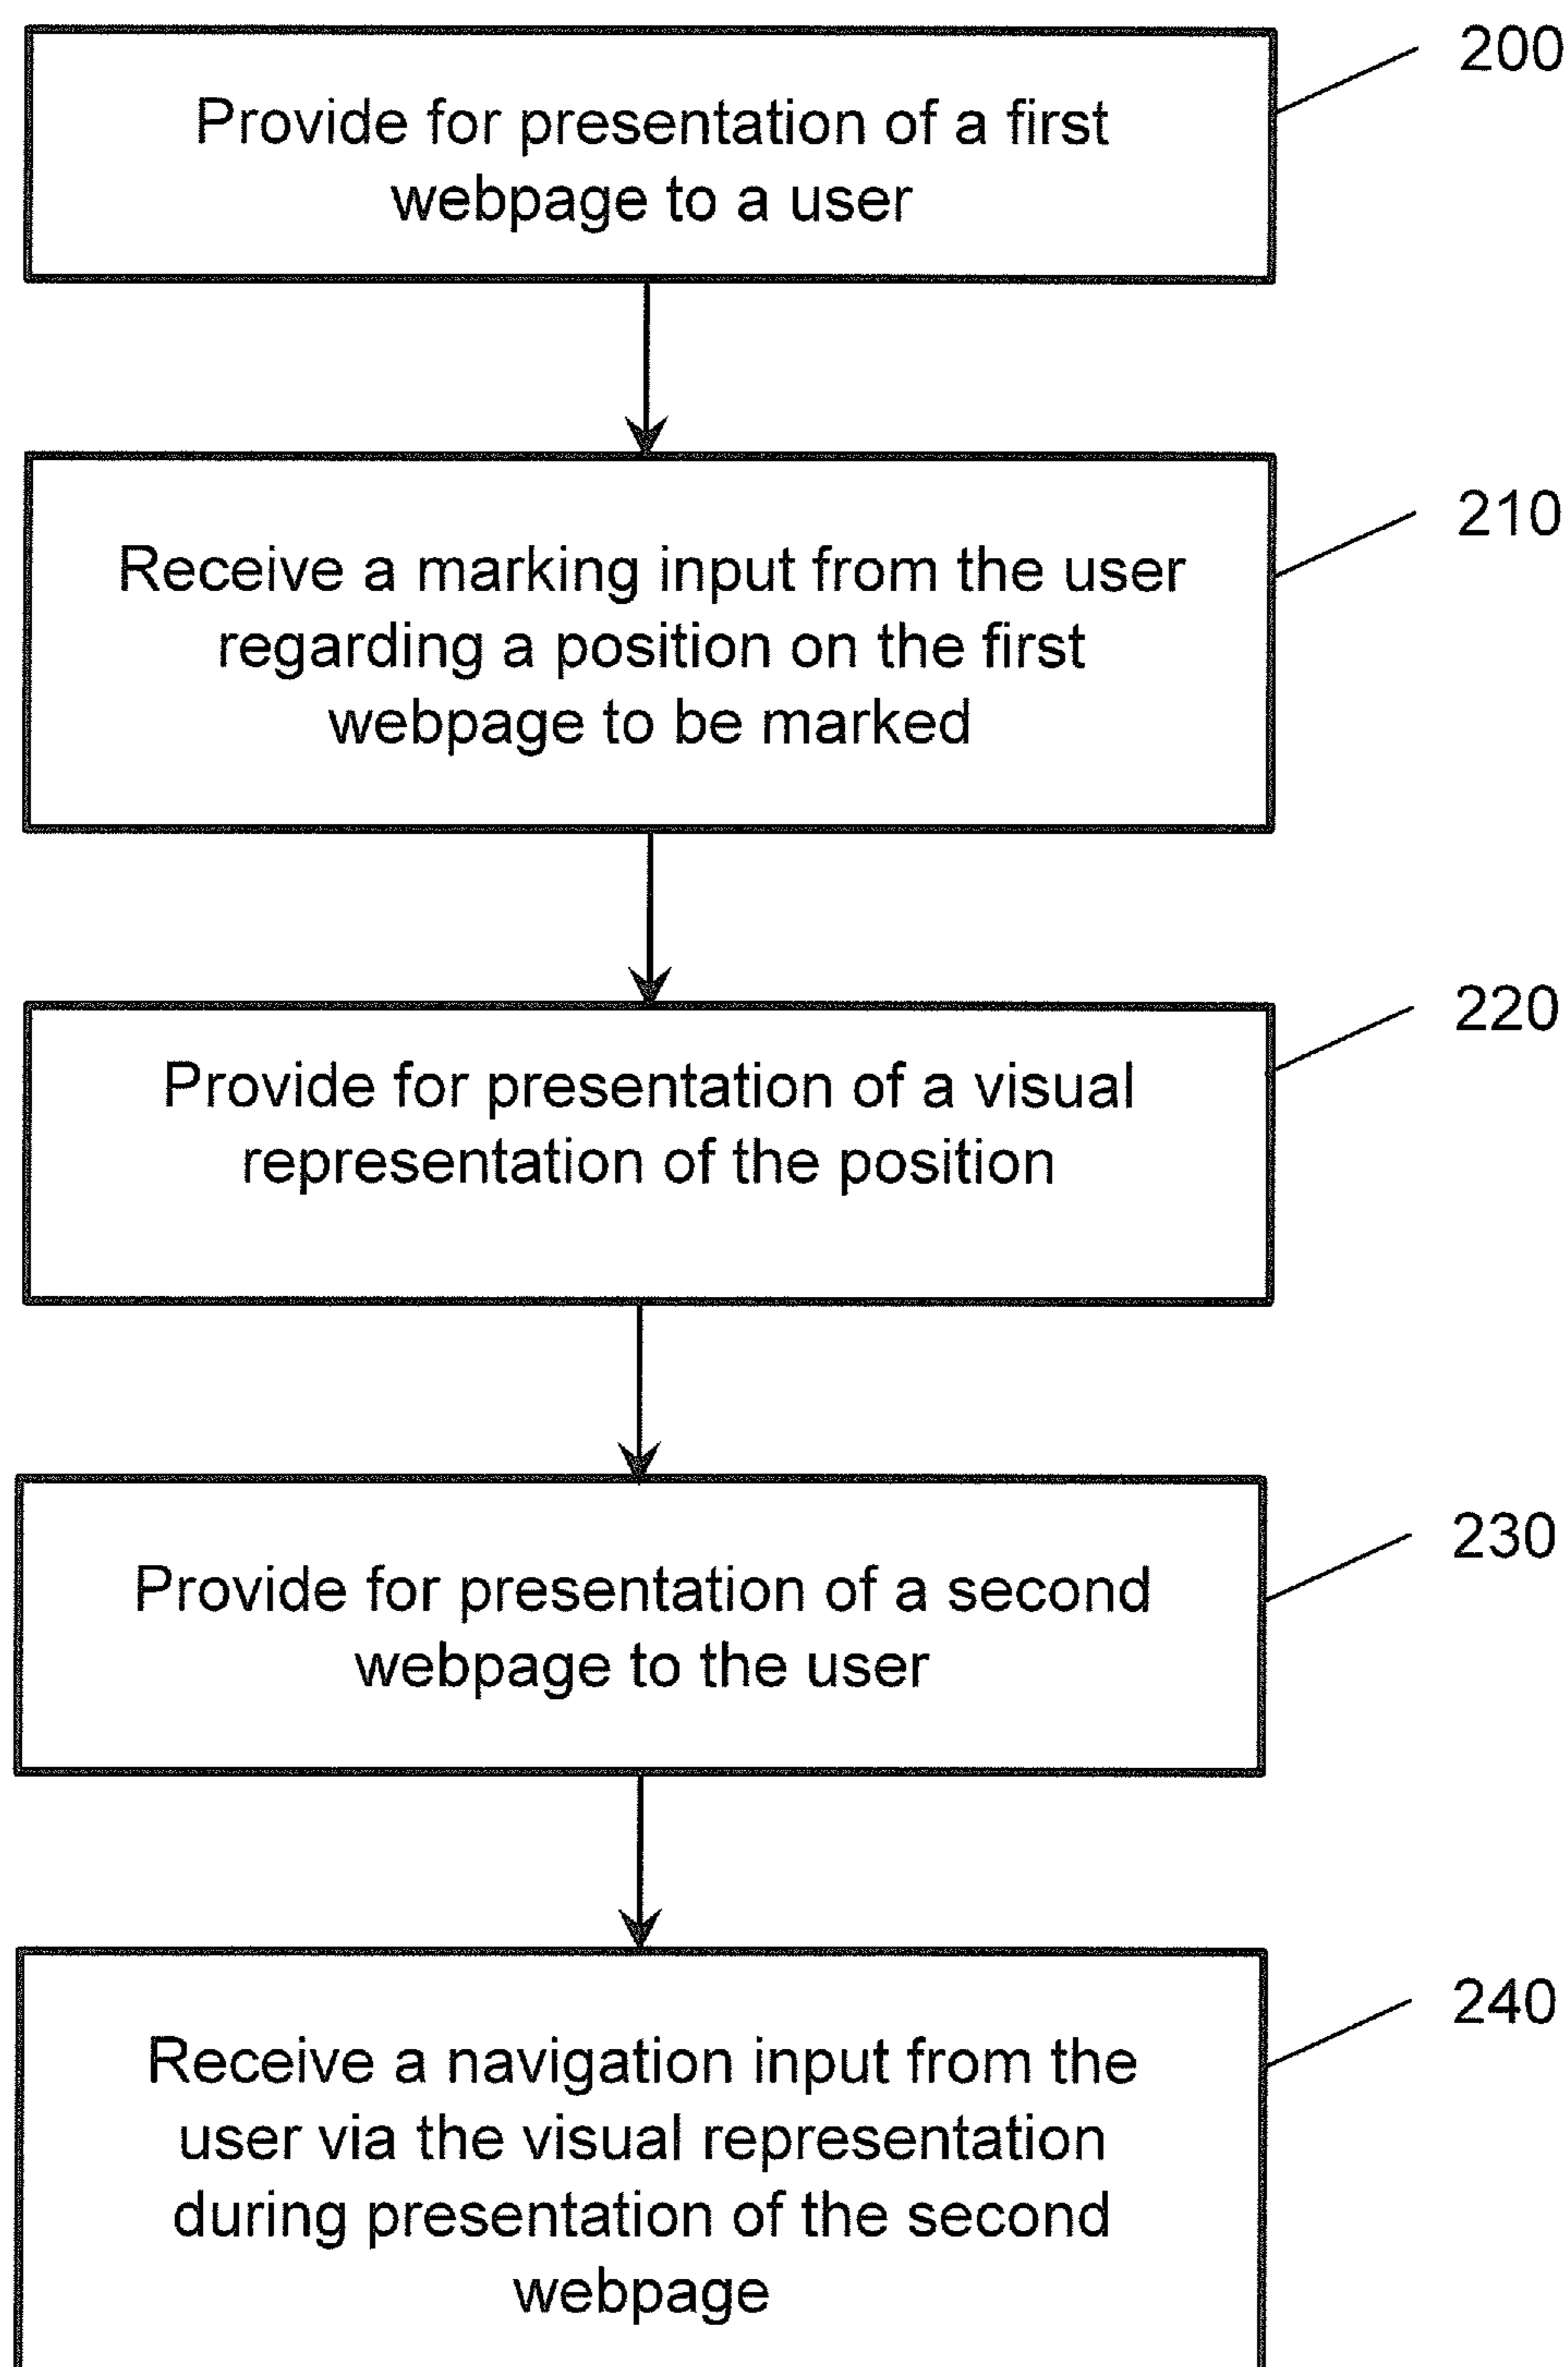 200
Provide for presentation of a first
webpage to a user
210
Receive a marking input from the user
regarding a position on the first
webpage to be marked
220
Provide for presentation of a visual
representation of the position
230
Provide for presentation of a second
webpage to the user
240
Receive a navigation input from the
user via the visual representation
during presentation of the second
webpage